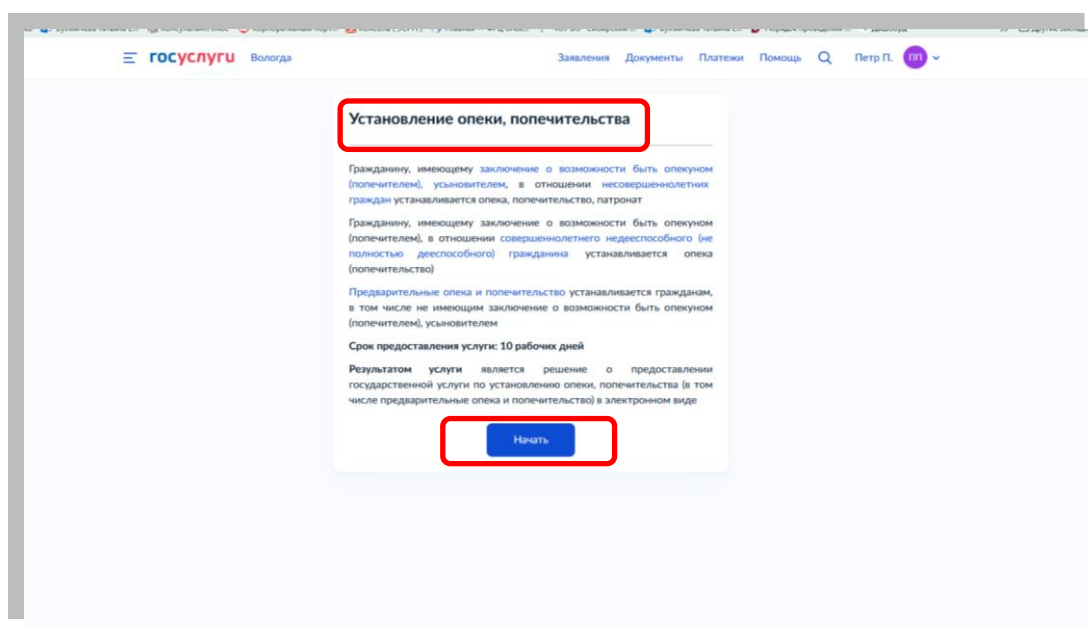 госуслуги Вологда Заявления Документы Платежи Помощь Петр П. ПП
Установление опеки, попечительства
Гражданину, имеющему заключение о возможности быть опекуном
(попечителем), усыновителем, в отношении несовершеннолетних
граждан устанавливается опека, попечительство, патронат
Гражданину, имеющему заключение о возможности быть опекуном
(попечителем), в отношении совершеннолетнего недееспособного (не
полностью дееспособного) гражданина устанавливается опека
(попечительство)
Предварительные опека и попечительство устанавливается гражданам,
в том числе не имеющим заключение о возможности быть опекуном
(попечителем), усыновителем
Срок предоставления услуги: 10 рабочих дней
Результатом услуги является решение о предоставлении
государственной услуги по установлению опеки, попечительства (в том
числе предварительные опека и попечительство) в электронном виде
Начать